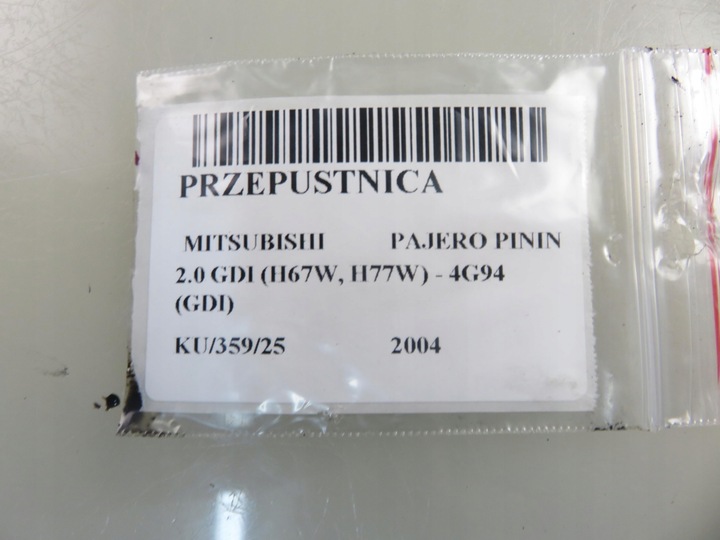 PRZEPUSTNICA
MITSUBISHI PAJERO PININ
2.0 GDI (H67W, H77W) - 4G94
(GDI)
KU/359/25 2004